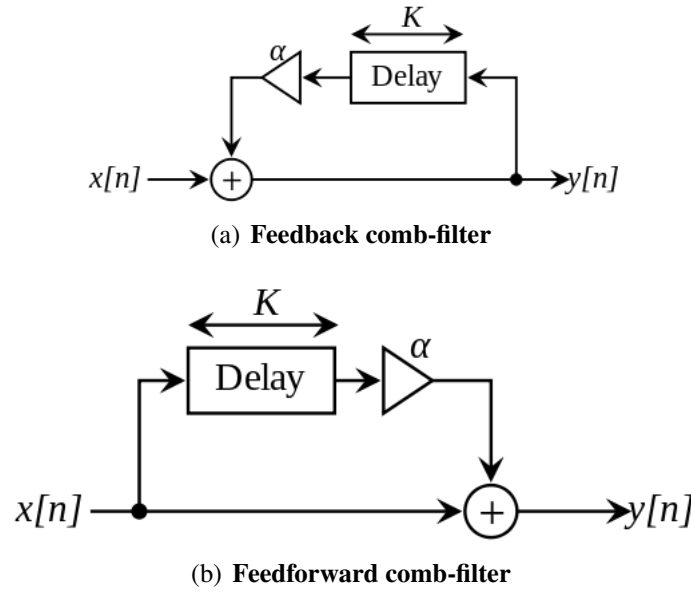 K
α
Delay
x[n] + y[n]
(a) Feedback comb-filter
K
α
Delay
x[n] + y[n]
(b) Feedforward comb-filter